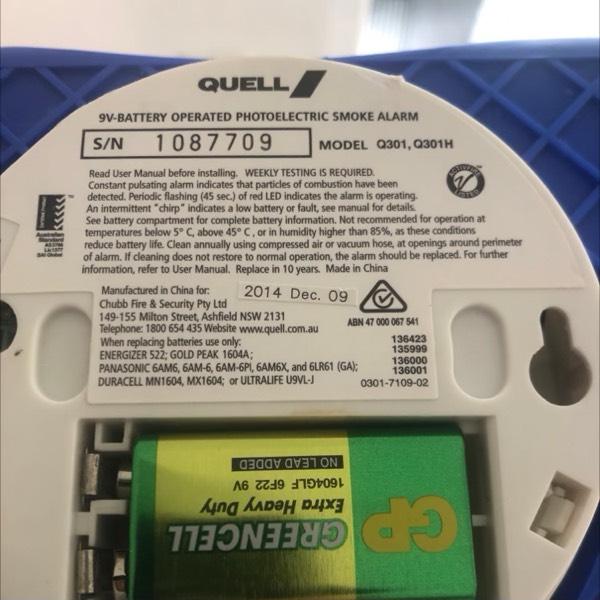 QUELL
9V-BATTERY OPERATED PHOTOELECTRIC SMOKE ALARM
S/N 1087709 MODEL Q301, Q301H
Read User Manual before installing. WEEKLY TESTING IS REQUIRED.
Constant pulsating alarm indicates that particles of combustion have been
detected. Periodic flashing (45 sec.) of red LED indicates the alarm is operating.
An intermittent "chirp" indicates a low battery or fault, see manual for details.
See battery compartment for complete battery information. Not recommended for operation at
temperatures below 5° C, above 45° C, or in humidity higher than 85%, as these conditions
reduce battery life. Clean annually using compressed air or vacuum hose, at openings around perimeter
of alarm. If cleaning does not restore to normal operation, the alarm should be replaced. For further
information, refer to User Manual. Replace in 10 years. Made in China
Australian
Standard
AS3786
Lic1377
SAI Global
Manufactured in China for: 2014 Dec. 09
Chubb Fire & Security Pty Ltd
149-155 Milton Street, Ashfield NSW 2131
Telephone: 1800 654 435 Website www.quell.com.au
ABN 47 000 067 541
When replacing batteries use only:
ENERGIZER 522; GOLD PEAK 1604A;
PANASONIC 6AM6, 6AM-6, 6AM-6PI, 6AM6X, and 6LR61 (GA);
DURACELL MN1604, MX1604; or ULTRALIFE U9VL-J
136423
135999
136000
136001
0301-7109-02
GP
GREENCELL
Extra Heavy Duty
1604GLF 6F22 9V
NO LEAD ADDED